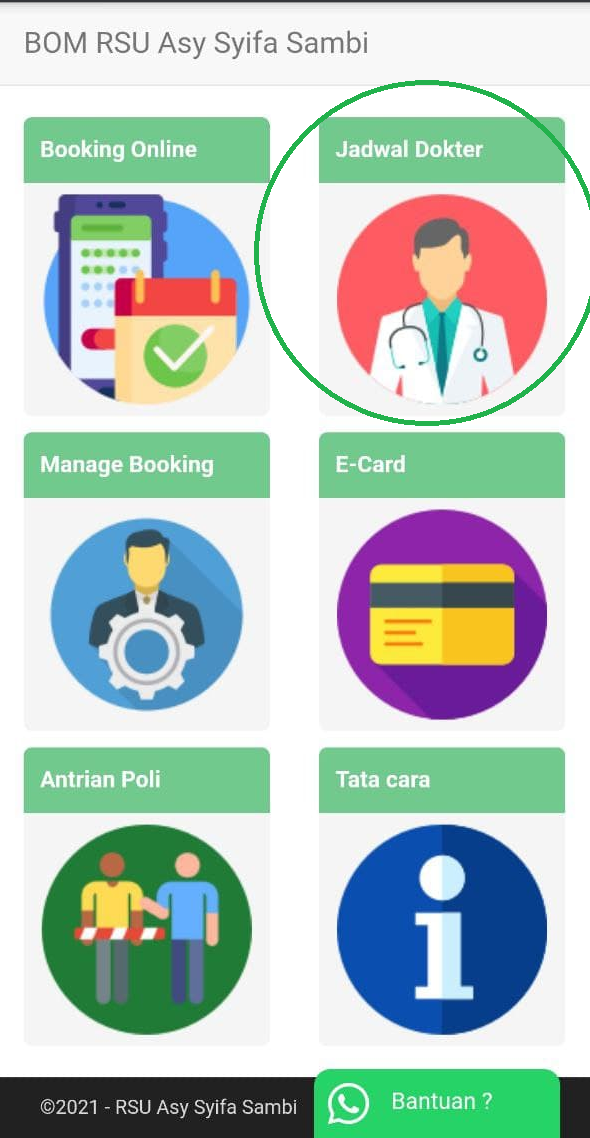 BOM RSU Asy Syifa Sambi
Booking Online
Jadwal Dokter
Manage Booking
E-Card
Antrian Poli
Tata cara
©2021 - RSU Asy Syifa Sambi
Bantuan ?